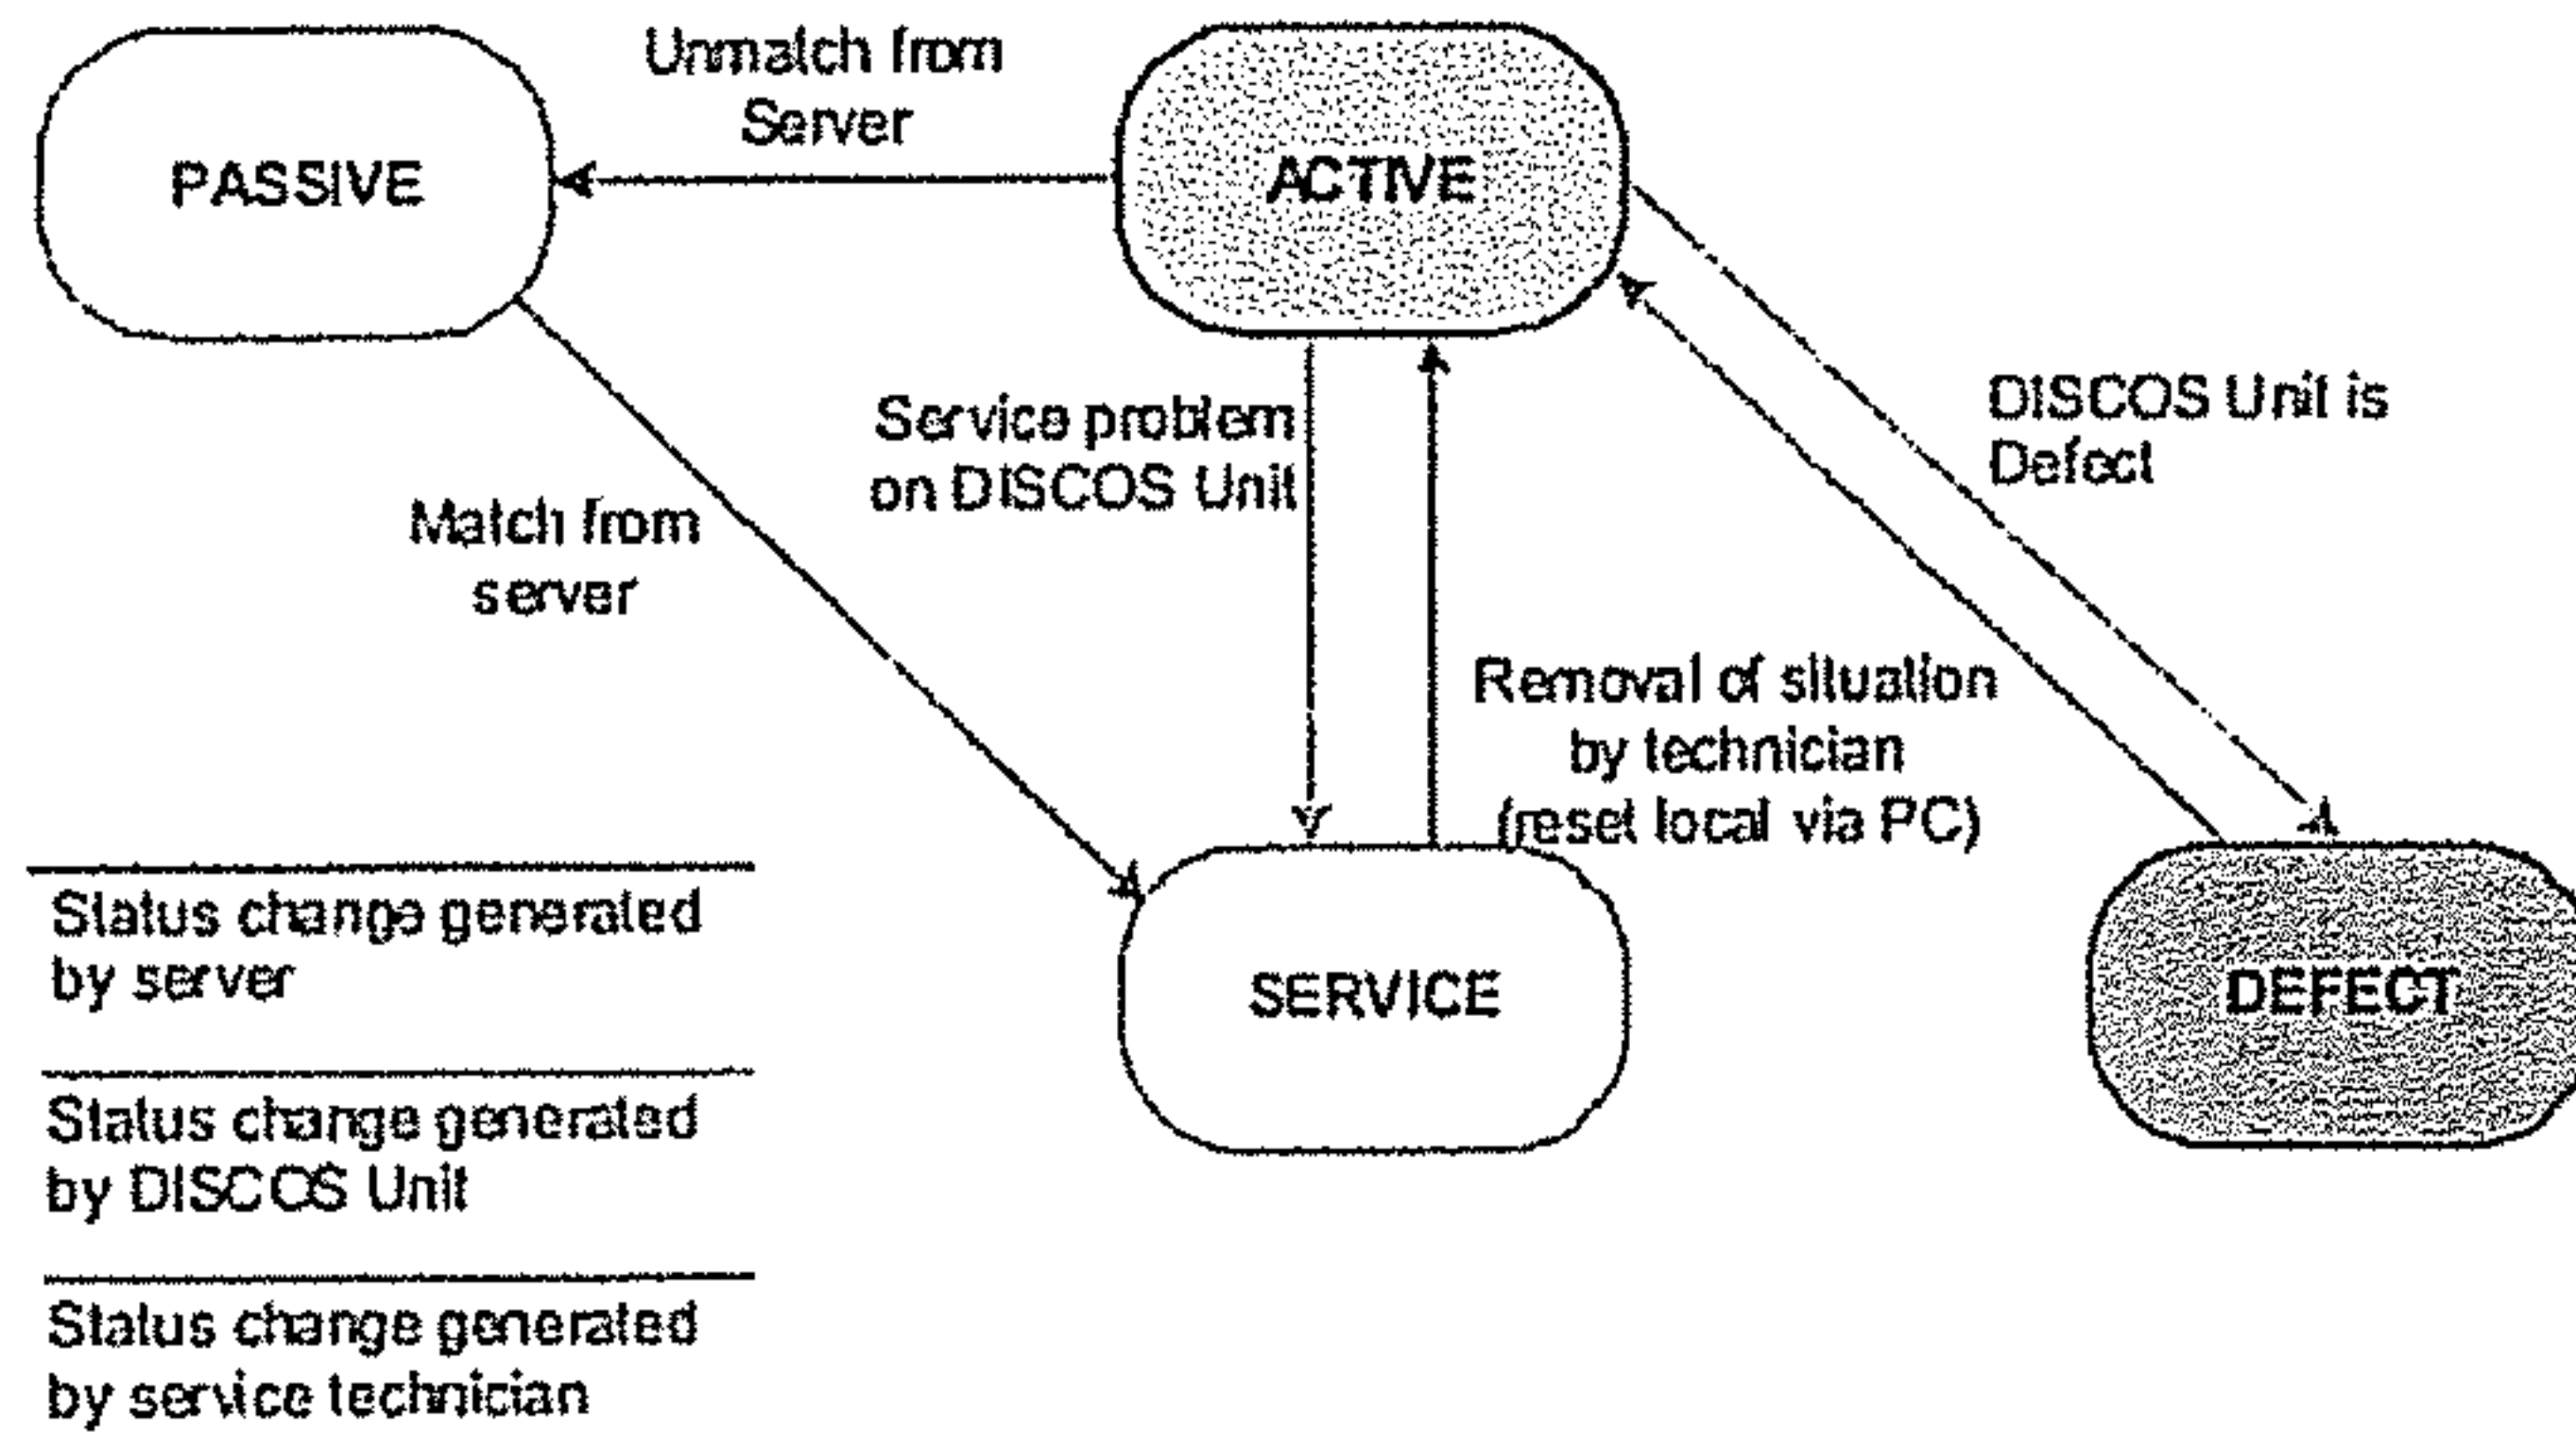 Unmatch from
Server
PASSIVE
ACTIVE
Service problem
on DISCOS Unit
DISCOS Unit is
Defect
Match from
server
Removal of situation
by technician
(reset local via PC)
SERVICE
DEFECT
Status change generated
by server
Status change generated
by DISCOS Unit
Status change generated
by service technician